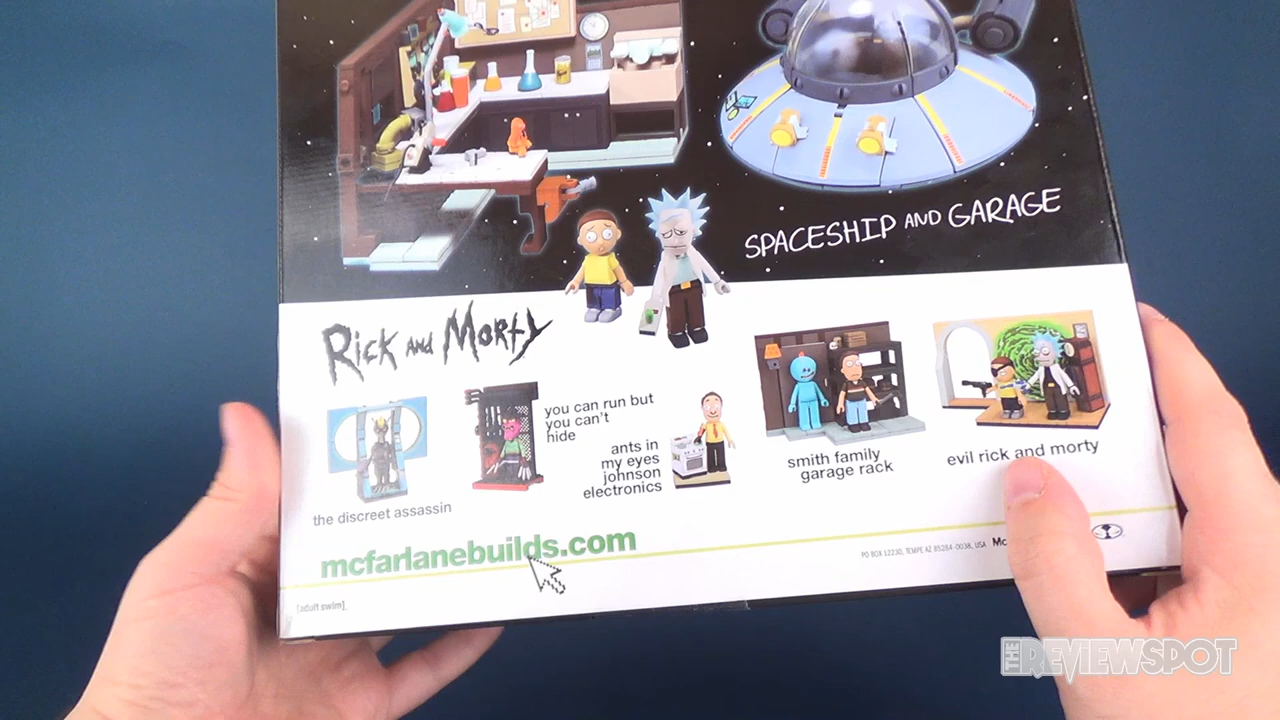 SPACESHIP AND GARAGE
RICK AND MORTY
you can run but
you can't
hide
ants in
my eyes
johnson
electronics
smith family
garage rack
evil rick and morty
the discreet assassin
mcfarlanebuilds.com
PO BOX 12230, TEMPE AZ 85284-0038, USA
[adult swim]
THE REVIEWSPOT